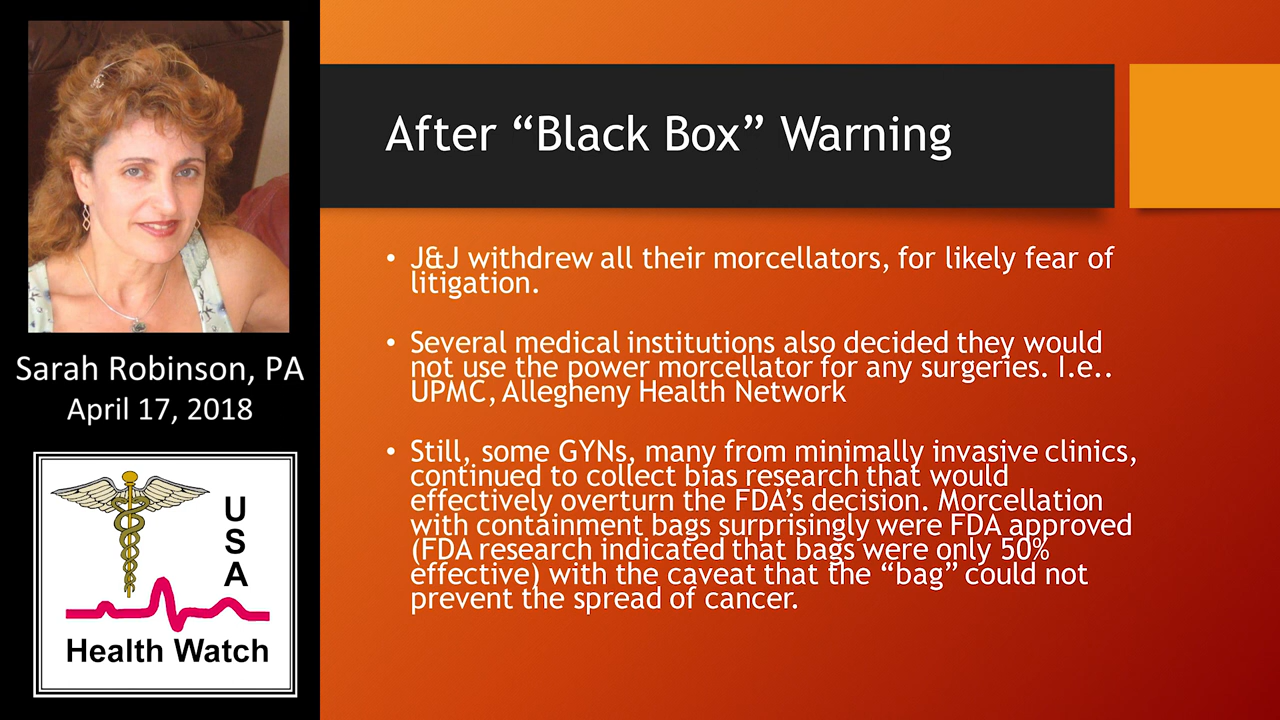 Sarah Robinson, PA
April 17, 2018
U
S
A
Health Watch
After “Black Box” Warning
• J&J withdrew all their morcellators, for likely fear of
litigation.
• Several medical institutions also decided they would
not use the power morcellator for any surgeries. I.e..
UPMC, Allegheny Health Network
• Still, some GYNs, many from minimally invasive clinics,
continued to collect bias research that would
effectively overturn the FDA’s decision. Morcellation
with containment bags surprisingly were FDA approved
(FDA research indicated that bags were only 50%
effective) with the caveat that the “bag” could not
prevent the spread of cancer.